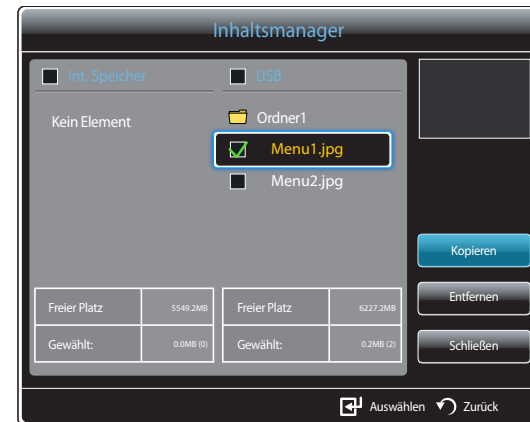 Inhaltsmanager
Int. Speicher
USB
Kein Element
Ordner1
Menu1.jpg
Menu2.jpg
Kopieren
Entfernen
Schließen
Freier Platz 5549.2MB
Gewählt: 0.0MB (0)
Freier Platz 6227.2MB
Gewählt: 0.2MB (2)
Auswählen Zurück